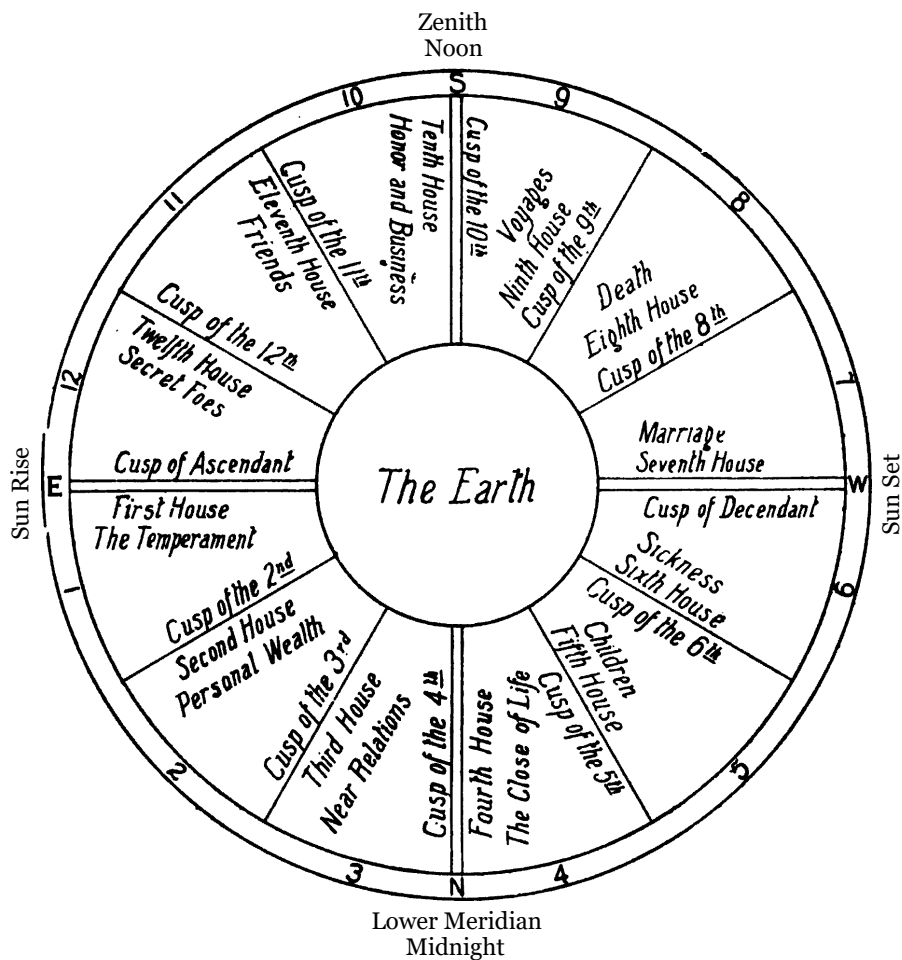 Zenith
Noon
S
9
8
7
W
6
5
4
N
3
2
1
E
12
11
10
Sun Rise
Sun Set
Cusp of the 10th
Tenth House
Honor and Business
Cusp of the 11th
Eleventh House
Friends
Cusp of the 12th
Twelfth House
Secret Foes
Cusp of Ascendant
First House
The Temperament
Cusp of the 2nd
Second House
Personal Wealth
Cusp of the 3rd
Third House
Near Relations
Cusp of the 4th
Fourth House
The Close of Life
Children
Fifth House
Cusp of the 5th
Sickness
Sixth House
Cusp of the 6th
Marriage
Seventh House
Cusp of Decendant
Death
Eighth House
Cusp of the 8th
Voyages
Ninth House
Cusp of the 9th
The Earth
Lower Meridian
Midnight